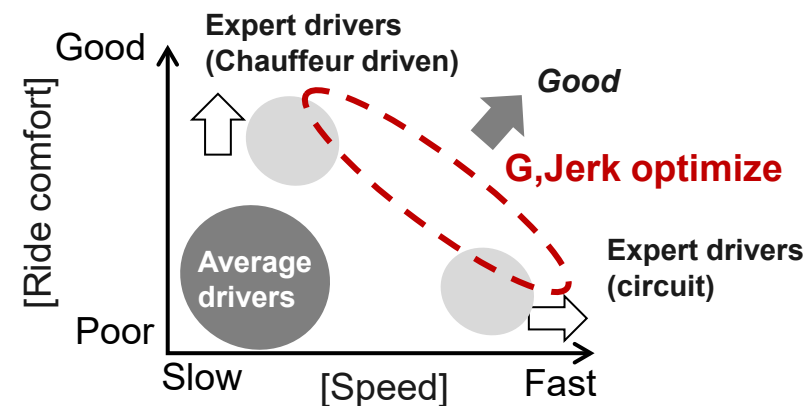 Expert drivers
(Chauffeur driven)
Good
Good
G,Jerk optimize
[Ride comfort]
Average
drivers
Expert drivers
(circuit)
Poor
Slow
[Speed]
Fast